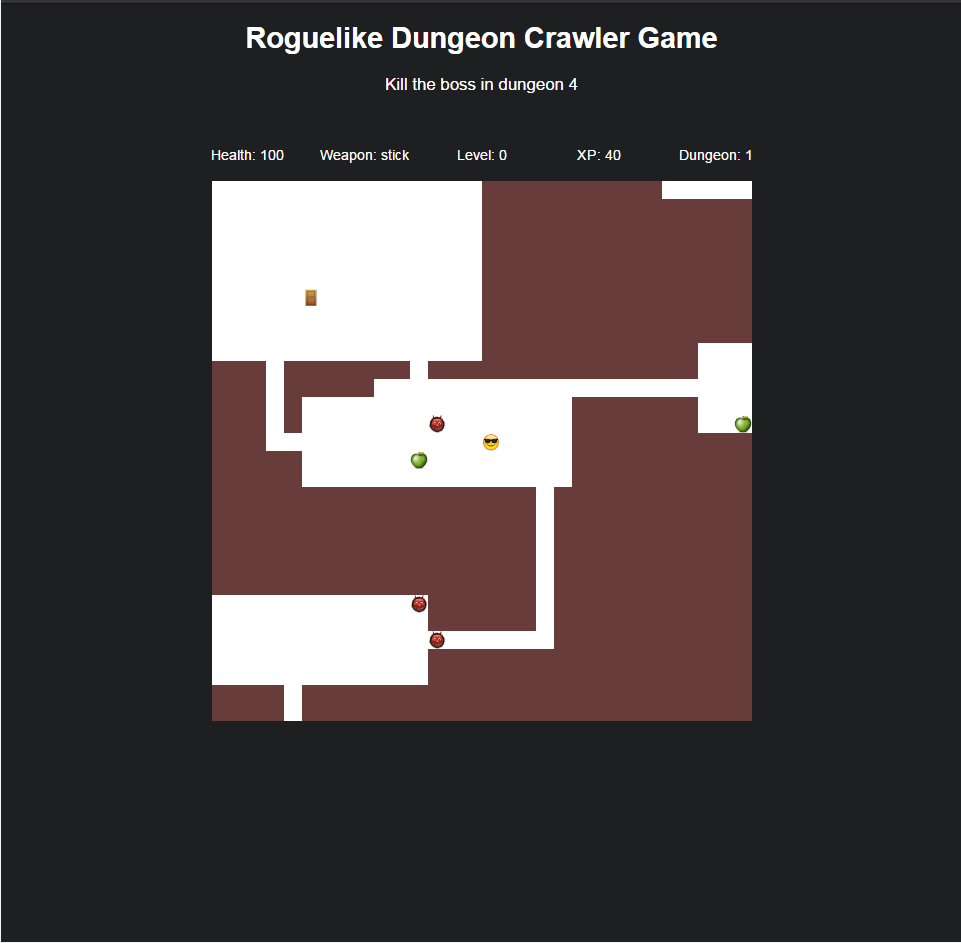 Roguelike Dungeon Crawler Game
Kill the boss in dungeon 4
Health: 100 Weapon: stick Level: 0 XP: 40 Dungeon: 1